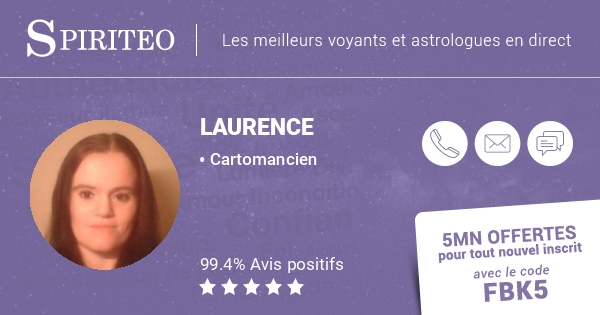 SPIRITEO
Les meilleurs voyants et astrologues en direct
LAURENCE
• Cartomancien
99.4% Avis positifs
5MN OFFERTES
pour tout nouvel inscrit
avec le code
FBK5